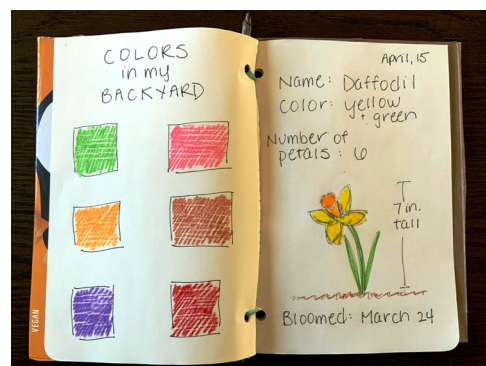 COLORS
in my
BACKYARD
VEGAN
April, 15
Name: Daffodil
Color: yellow
+ green
Number of
petals: 6
7 in.
tall
Bloomed: March 24